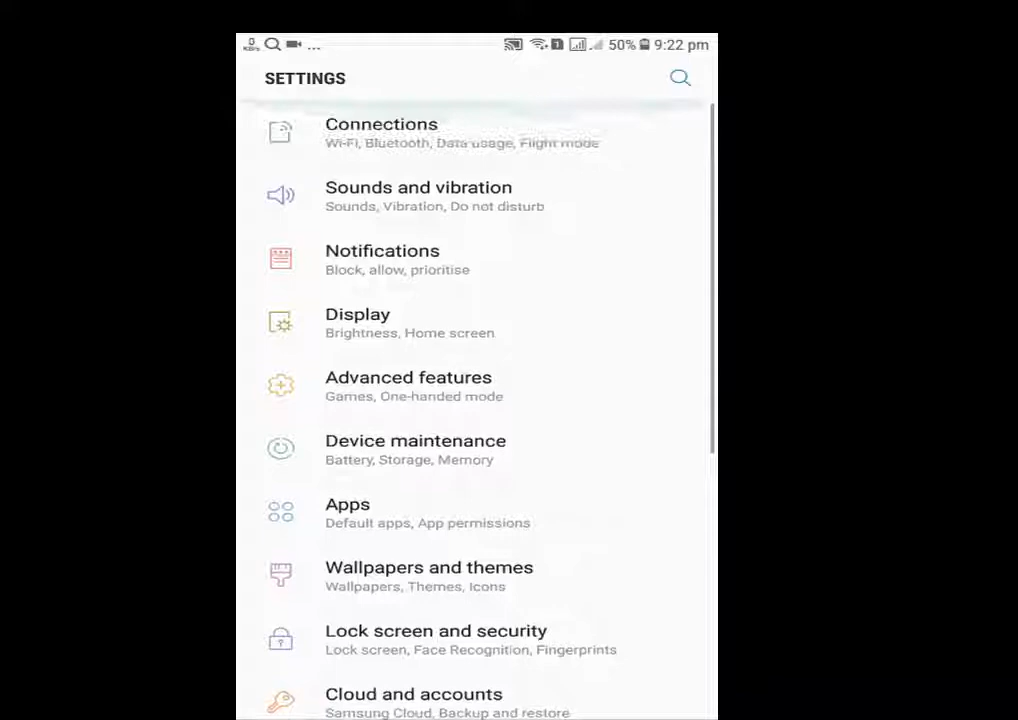 ... 1 50% 9:22 pm
SETTINGS
Connections
Wi-Fi, Bluetooth, Data usage, Flight mode
Sounds and vibration
Sounds, Vibration, Do not disturb
Notifications
Block, allow, prioritise
Display
Brightness, Home screen
Advanced features
Games, One-handed mode
Device maintenance
Battery, Storage, Memory
Apps
Default apps, App permissions
Wallpapers and themes
Wallpapers, Themes, Icons
Lock screen and security
Lock screen, Face Recognition, Fingerprints
Cloud and accounts
Samsung Cloud, Backup and restore